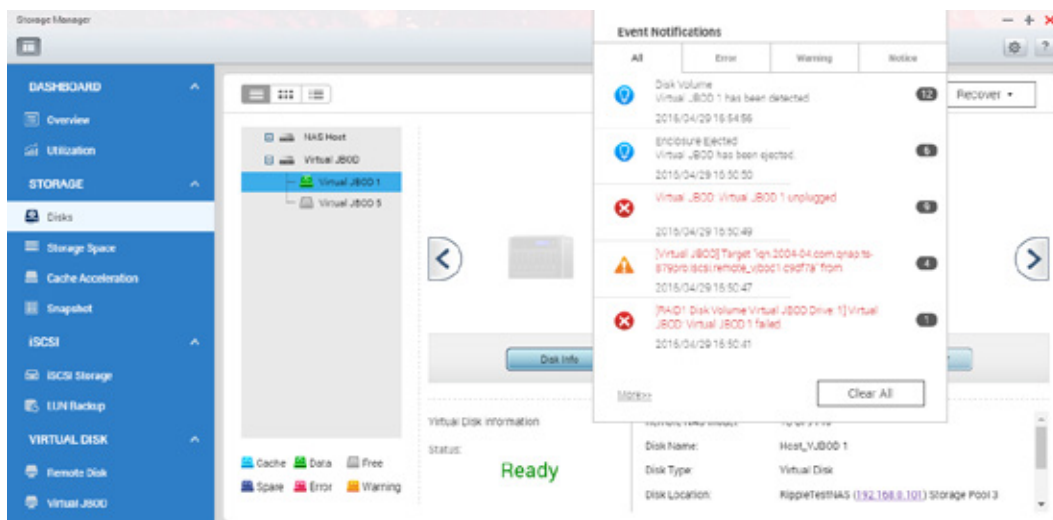 Storage Manager
Event Notifications
All
Error
Warning
Notice
Disk Volume
Virtual JBOD 1 has been detected
12
2016/04/29 16:54:56
Enclosure Ejected
Virtual JBOD has been ejected.
6
2016/04/29 16:50:50
Virtual JBOD: Virtual JBOD 1 unplugged
9
2016/04/29 16:50:49
[Virtual JBOD] Target "iqn.2004-04.com.qnap:ts-
879pro:iscsi.remote_vjbod1.c9df7a" from
4
2016/04/29 16:50:47
[RAID1 Disk Volume Virtual JBOD Drive: 1] Virtual
JBOD: Virtual JBOD 1 failed
1
2016/04/29 16:50:41
More>>
Clear All
Recover
DASHBOARD
Overview
Utilization
STORAGE
Disks
Storage Space
Cache Acceleration
Snapshot
iSCSI
iSCSI Storage
LUN Backup
VIRTUAL DISK
Remote Disk
Virtual JBOD
NAS Host
Virtual JBOD
Virtual JBOD 1
Virtual JBOD 5
Cache Data Free
Spare Error Warning
Disk Info
Virtual Disk Information
Status:
Ready
Disk Name: Host_VJBOD 1
Disk Type: Virtual Disk
Disk Location: RippleTestNAS (192.168.0.101) Storage Pool 3